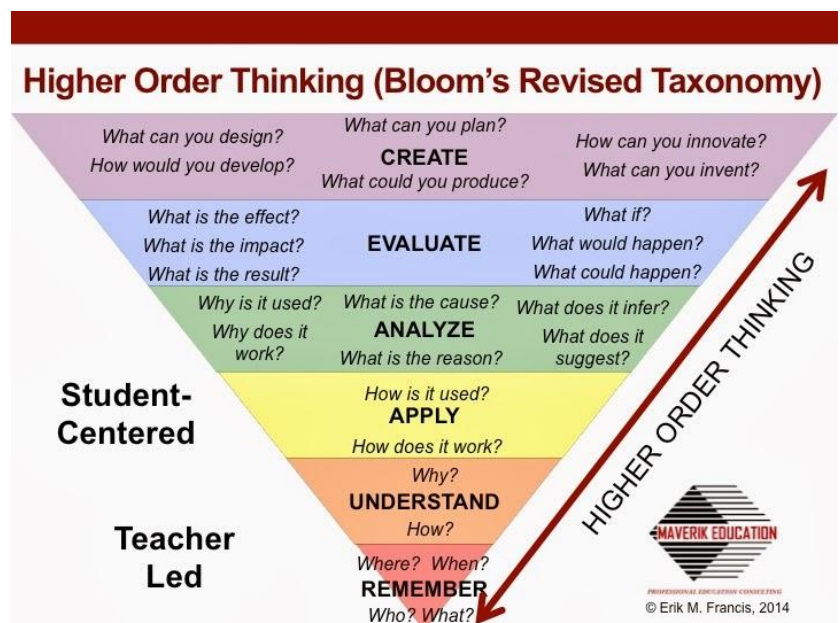 Higher Order Thinking (Bloom's Revised Taxonomy)
What can you design?
How would you develop?
What can you plan?
CREATE
What could you produce?
How can you innovate?
What can you invent?
What is the effect?
What is the impact?
What is the result?
EVALUATE
What if?
What would happen?
What could happen?
Why is it used?
Why does it
work?
What is the cause?
ANALYZE
What is the reason?
What does it infer?
What does it
suggest?
Student-
Centered
How is it used?
APPLY
How does it work?
Why?
UNDERSTAND
How?
Teacher
Led
Where? When?
REMEMBER
Who? What?
HIGHER ORDER THINKING
MAVERIK EDUCATION
PROFESSIONAL EDUCATION CONSULTING
© Erik M. Francis, 2014